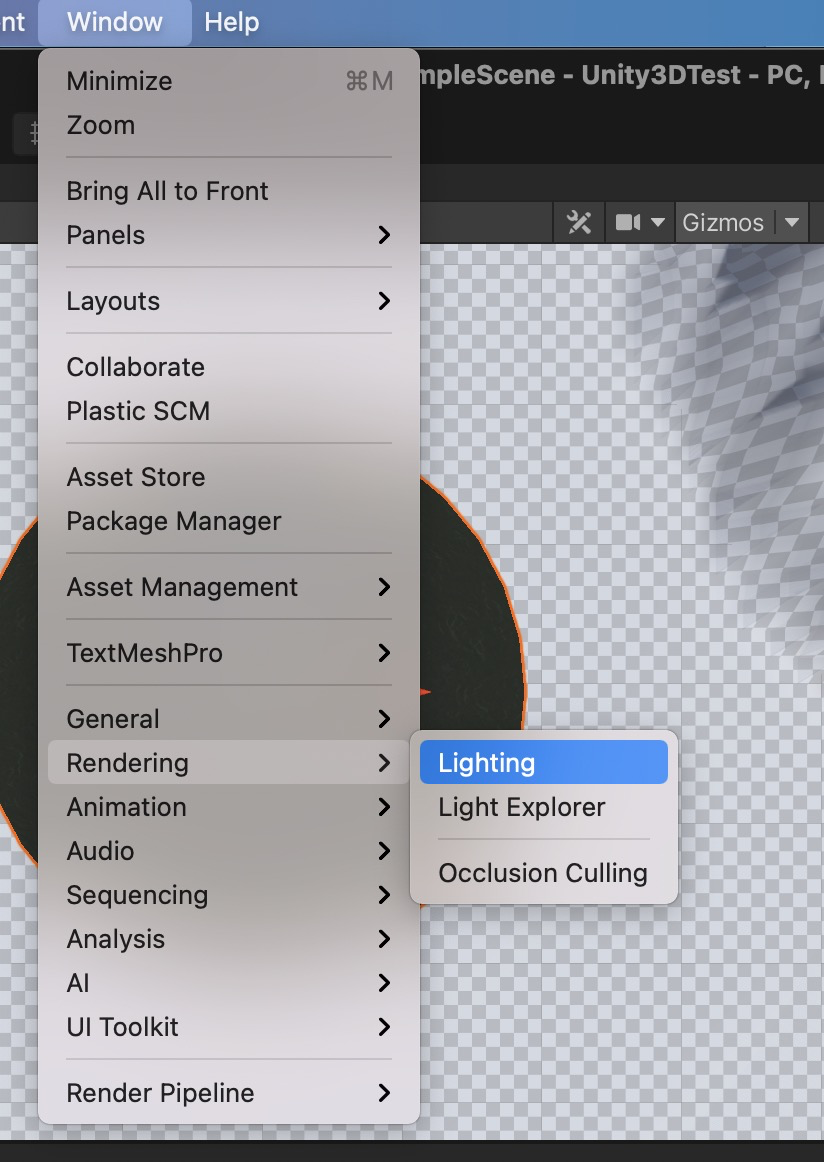 nt Window Help
Minimize ⌘M
mpleScene - Unity3DTest - PC,
Zoom
Bring All to Front
Panels
Gizmos
Layouts
Collaborate
Plastic SCM
Asset Store
Package Manager
Asset Management
TextMeshPro
General
Rendering
Lighting
Animation
Light Explorer
Audio
Occlusion Culling
Sequencing
Analysis
AI
UI Toolkit
Render Pipeline